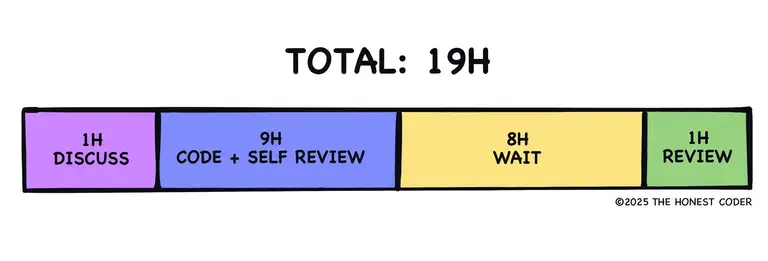 TOTAL: 19H
1H
DISCUSS
9H
CODE + SELF REVIEW
8H
WAIT
1H
REVIEW
©2025 THE HONEST CODER